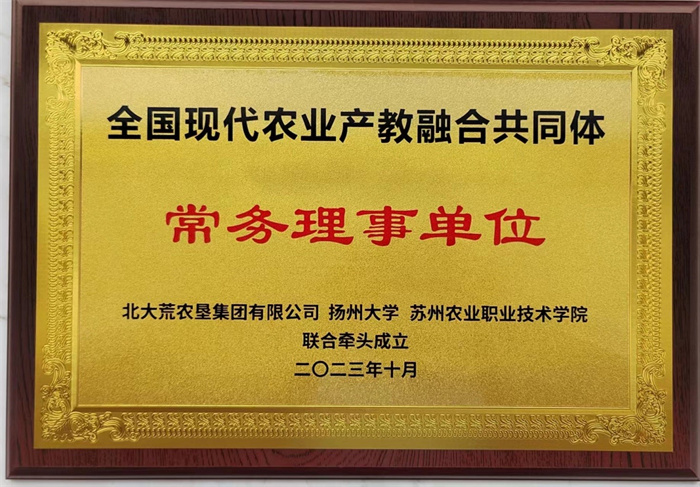 全国现代农业产教融合共同体
常务理事单位
北大荒农垦集团有限公司 扬州大学 苏州农业职业技术学院
联合牵头成立
二〇二三年十月